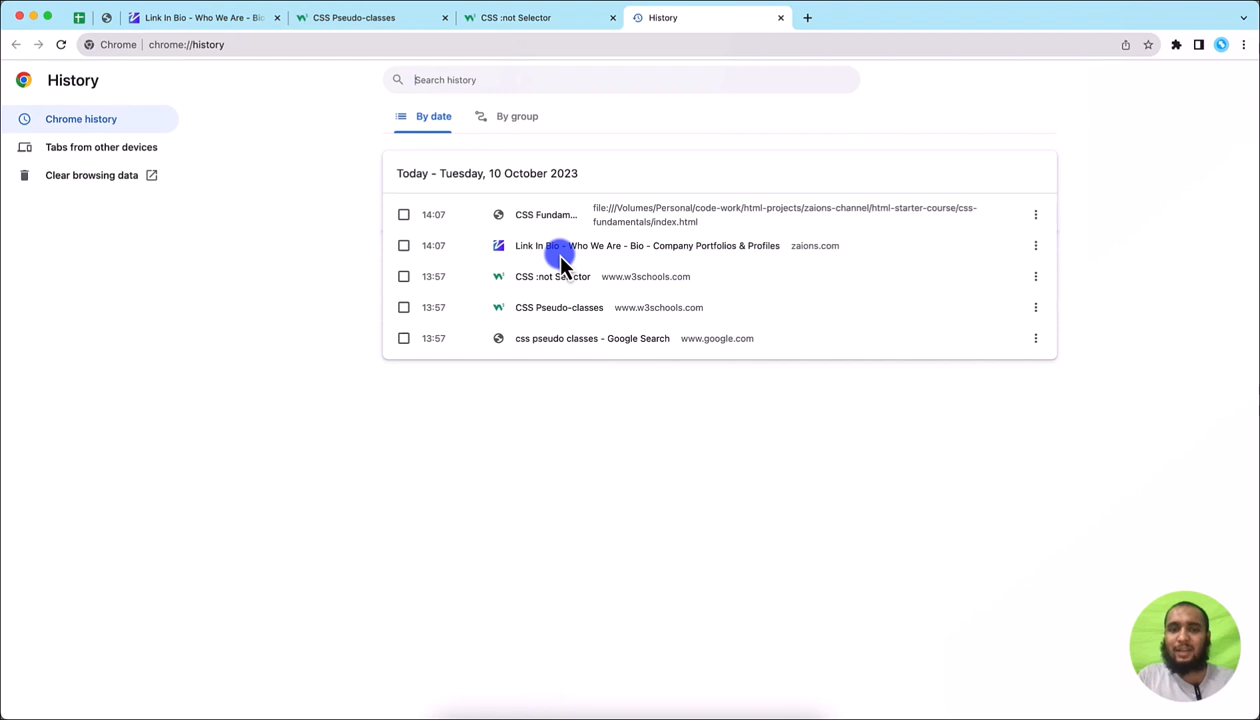 Link In Bio - Who We Are - Bio
CSS Pseudo-classes
CSS :not Selector
History
Chrome
chrome://history
History
Search history
Chrome history
Tabs from other devices
Clear browsing data
By date
By group
Today - Tuesday, 10 October 2023
14:07 CSS Fundam... file:///Volumes/Personal/code-work/html-projects/zaions-channel/html-starter-course/css-
fundamentals/index.html
14:07 Link In Bio - Who We Are - Bio - Company Portfolios & Profiles zaions.com
13:57 CSS :not Selector www.w3schools.com
13:57 CSS Pseudo-classes www.w3schools.com
13:57 css pseudo classes - Google Search www.google.com